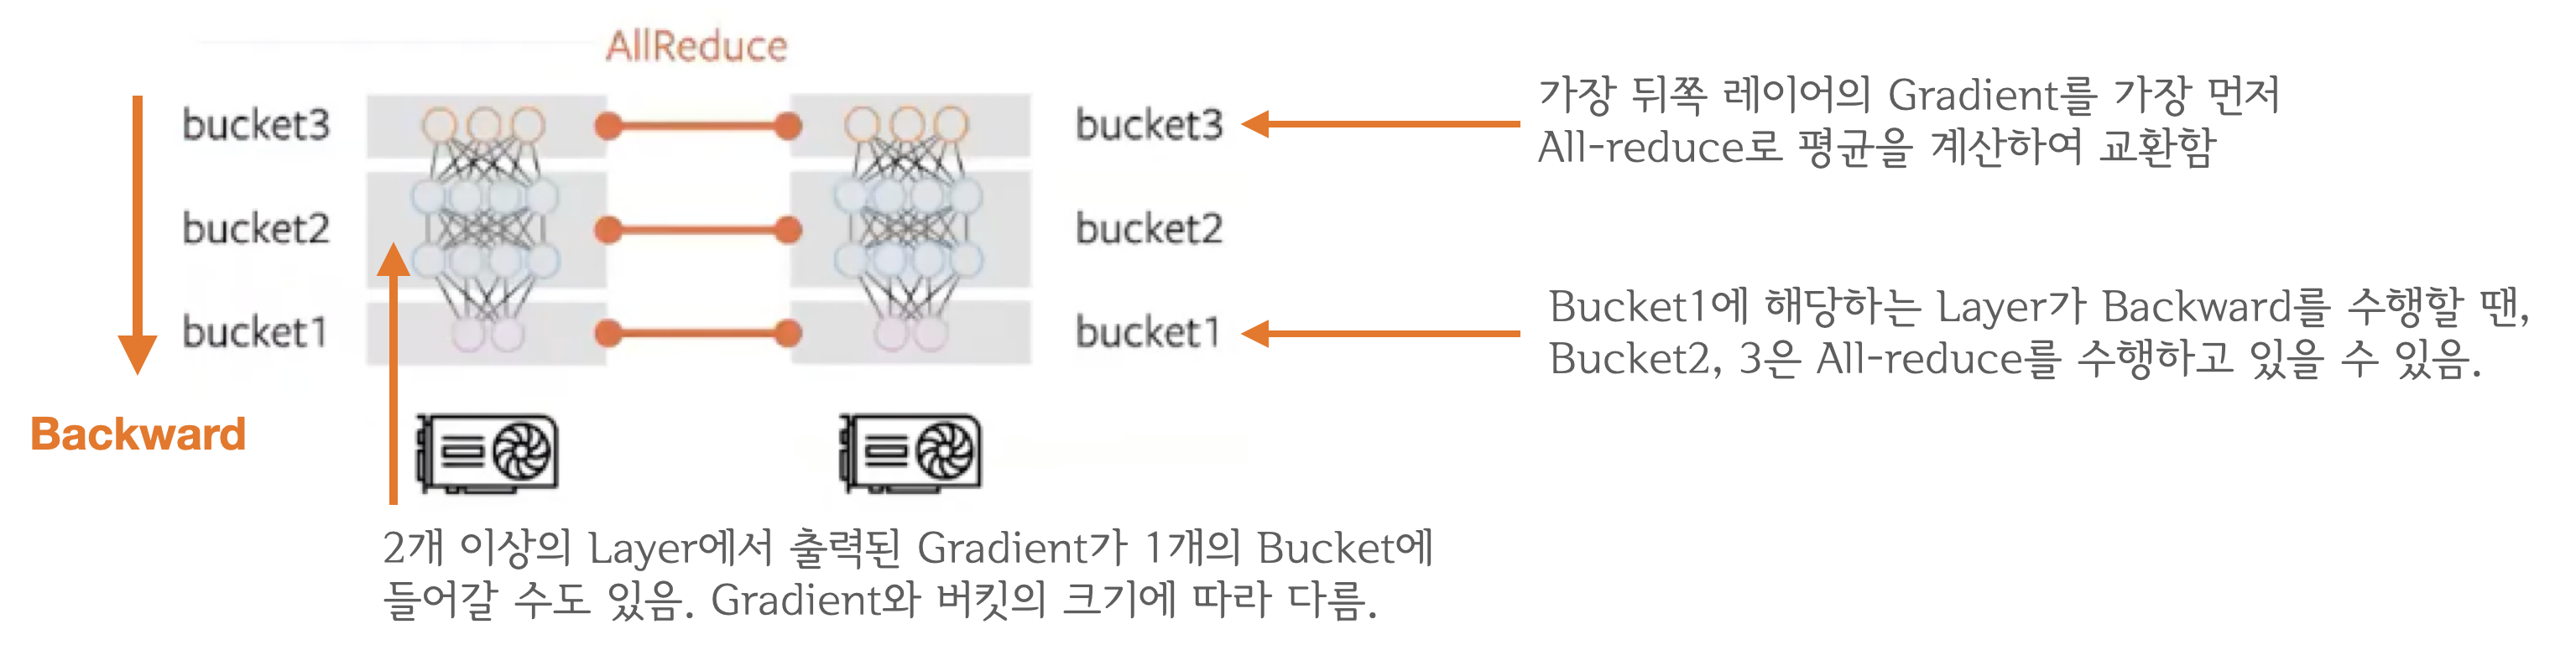 AllReduce
bucket3
bucket3
가장 뒤쪽 레이어의 Gradient를 가장 먼저
All-reduce로 평균을 계산하여 교환함
bucket2
bucket2
bucket1
bucket1
Bucket1에 해당하는 Layer가 Backward를 수행할 땐,
Bucket2, 3은 All-reduce를 수행하고 있을 수 있음.
Backward
2개 이상의 Layer에서 출력된 Gradient가 1개의 Bucket에
들어갈 수도 있음. Gradient와 버킷의 크기에 따라 다름.